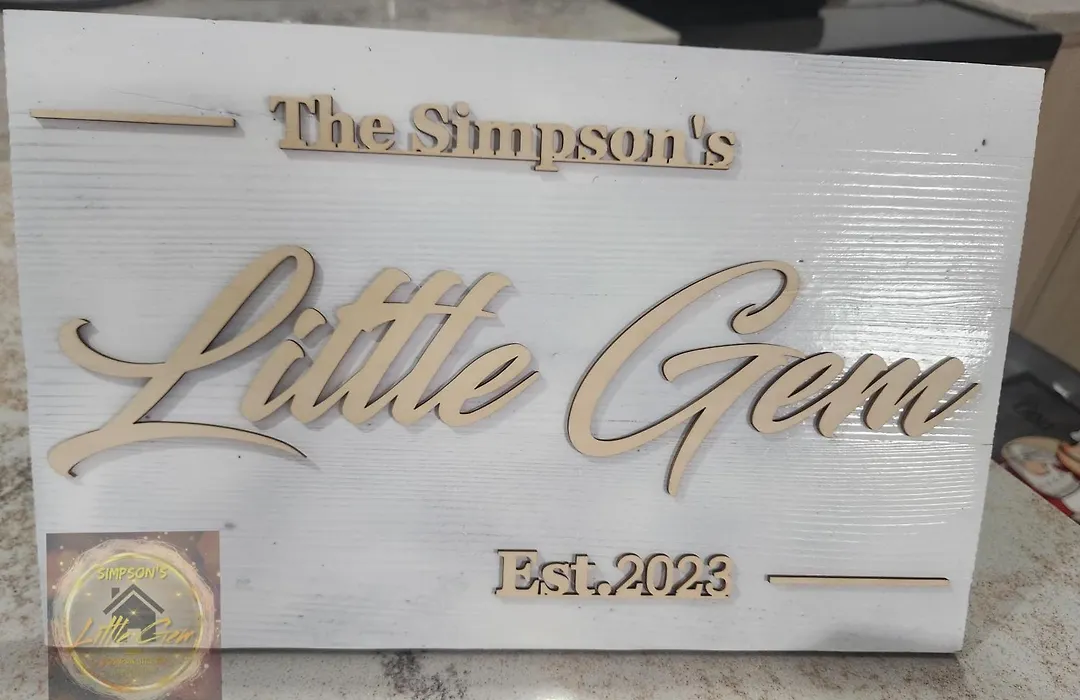 The Simpson's
Little Gem
Est.2023
SIMPSON'S
Little Gem